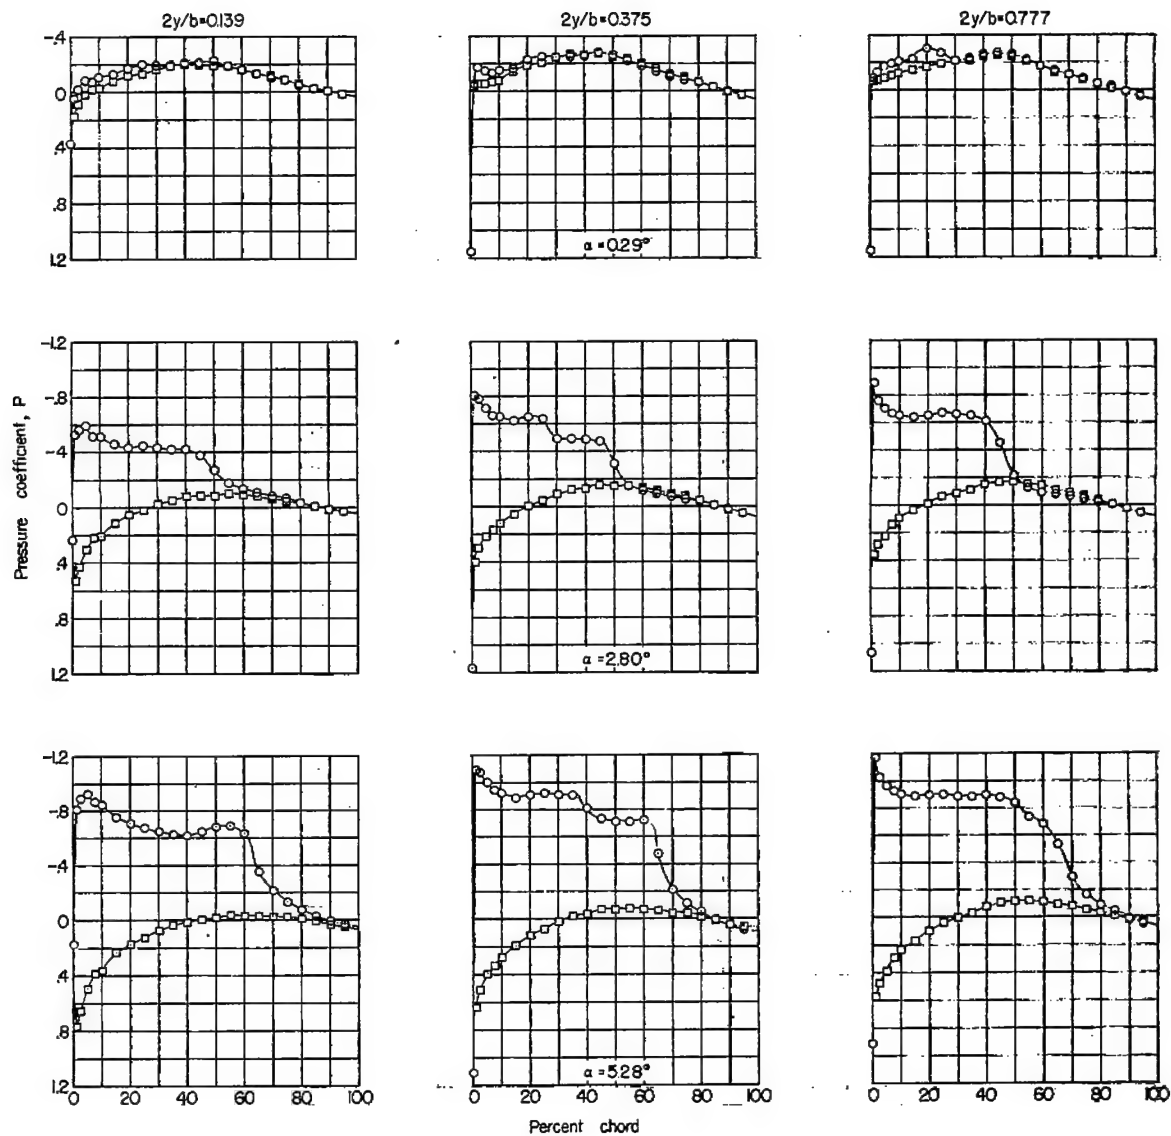 2y/b=0.139 2y/b=0.375 2y/b=0.777
-.4
0
.4
.8
1.2
α =0.29°
-1.2
-.8
-.4
0
.4
.8
1.2
α =2.80°
Pressure coefficient, P
-1.2
-.8
-.4
0
.4
.8
1.2
α =5.28°
0 20 40 60 80 100 0 20 40 60 80 100 0 20 40 60 80 100
Percent chord